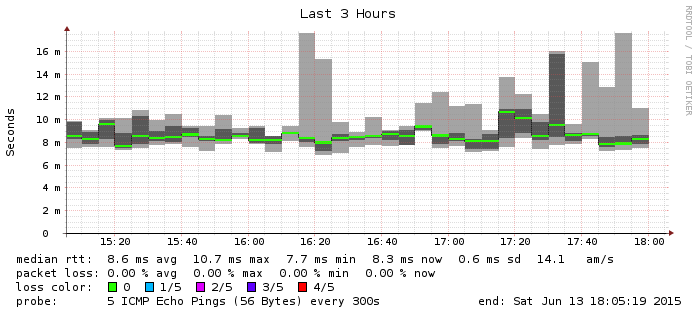 Last 3 Hours
RRDTOOL / TOBI OETIKER
Seconds
16 m
14 m
12 m
10 m
8 m
6 m
4 m
2 m
0
15:20 15:40 16:00 16:20 16:40 17:00 17:20 17:40 18:00
median rtt: 8.6 ms avg 10.7 ms max 7.7 ms min 8.3 ms now 0.6 ms sd 14.1 am/s
packet loss: 0.00 % avg 0.00 % max 0.00 % min 0.00 % now
loss color: 0 1/5 2/5 3/5 4/5
probe: 5 ICMP Echo Pings (56 Bytes) every 300s end: Sat Jun 13 18:05:19 2015